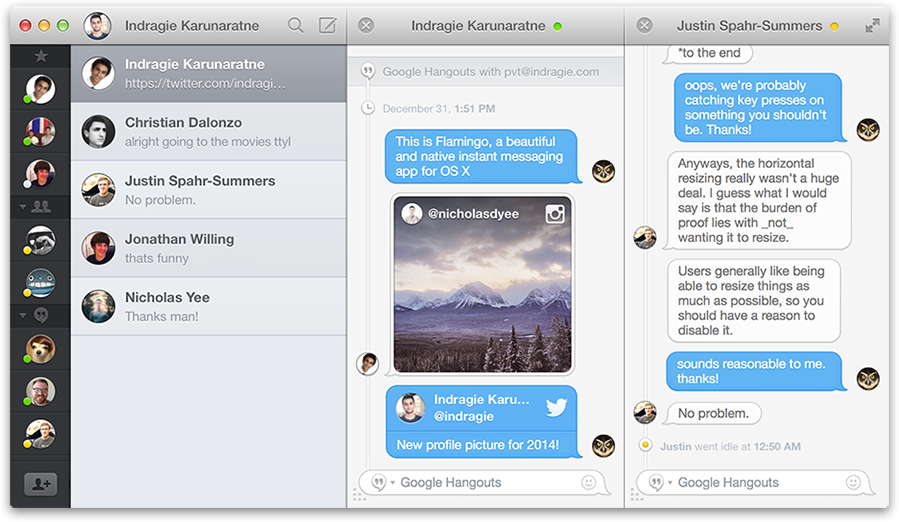 Indragie Karunaratne
Indragie Karunaratne
https://twitter.com/indragi…
Christian Dalonzo
alright going to the movies ttyl
Justin Spahr-Summers
No problem.
Jonathan Willing
thats funny
Nicholas Yee
Thanks man!
Indragie Karunaratne
Google Hangouts with pvt@indragie.com
December 31, 1:51 PM
This is Flamingo, a beautiful
and native instant messaging
app for OS X
@nicholasdyee
Indragie Karu...
@indragie
New profile picture for 2014!
Google Hangouts
Justin Spahr-Summers
*to the end
oops, we're probably
catching key presses on
something you shouldn't
be. Thanks!
Anyways, the horizontal
resizing really wasn't a huge
deal. I guess what I would
say is that the burden of
proof lies with _not_
wanting it to resize.
Users generally like being
able to resize things as
much as possible, so you
should have a reason to
disable it.
sounds reasonable to me.
thanks!
No problem.
Justin went idle at 12:50 AM
Google Hangouts